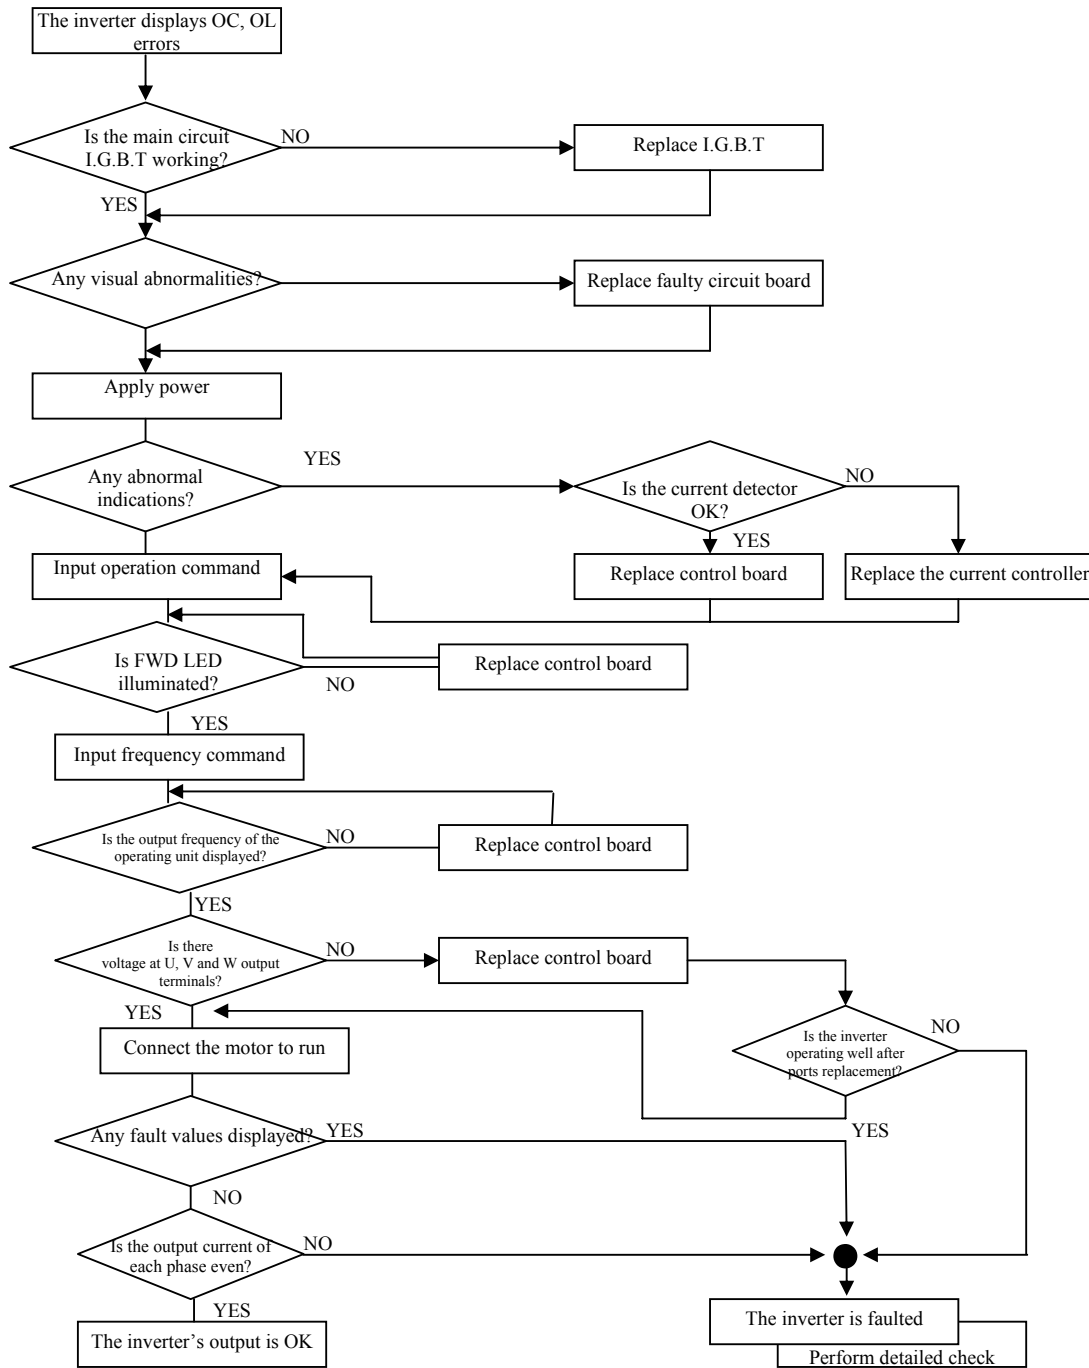 The inverter displays OC, OL
errors
Is the main circuit
I.G.B.T working?
NO
Replace I.G.B.T
YES
Any visual abnormalities?
Replace faulty circuit board
Apply power
Any abnormal
indications?
YES
Is the current detector
OK?
NO
YES
Input operation command
Replace control board
Replace the current controller
Is FWD LED
illuminated?
NO
Replace control board
YES
Input frequency command
Is the output frequency of the
operating unit displayed?
NO
Replace control board
YES
Is there
voltage at U, V and W output
terminals?
NO
Replace control board
YES
Is the inverter
operating well after
ports replacement?
NO
Connect the motor to run
YES
Any fault values displayed?
YES
NO
Is the output current of
each phase even?
NO
YES
The inverter is faulted
The inverter’s output is OK
Perform detailed check